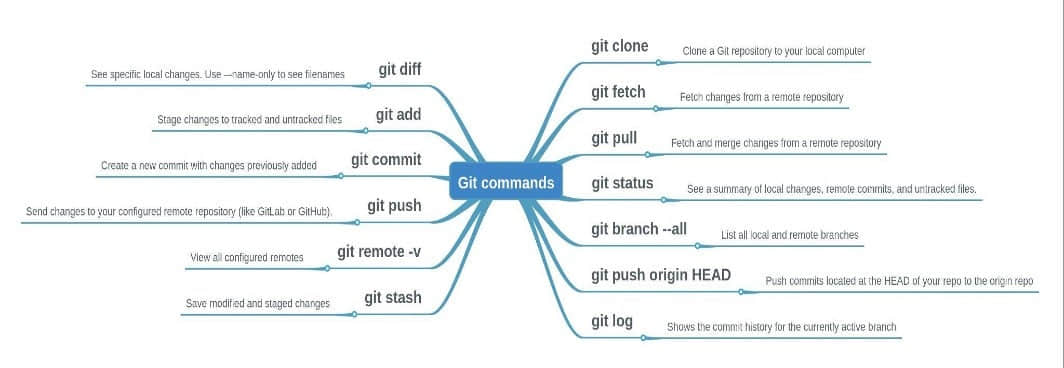 git diff
See specific local changes. Use —name-only to see filenames
git add
Stage changes to tracked and untracked files
git commit
Create a new commit with changes previously added
git push
Send changes to your configured remote repository (like GitLab or GitHub).
git remote -v
View all configured remotes
git stash
Save modified and staged changes
Git commands
git clone
Clone a Git repository to your local computer
git fetch
Fetch changes from a remote repository
git pull
Fetch and merge changes from a remote repository
git status
See a summary of local changes, remote commits, and untracked files.
git branch --all
List all local and remote branches
git push origin HEAD
Push commits located at the HEAD of your repo to the origin repo
git log
Shows the commit history for the currently active branch